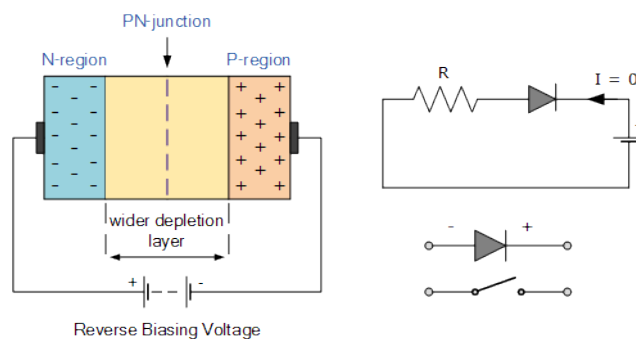 PN-junction
N-region
P-region
wider depletion
layer
+
-
Reverse Biasing Voltage
R
I = 0
+
-
+